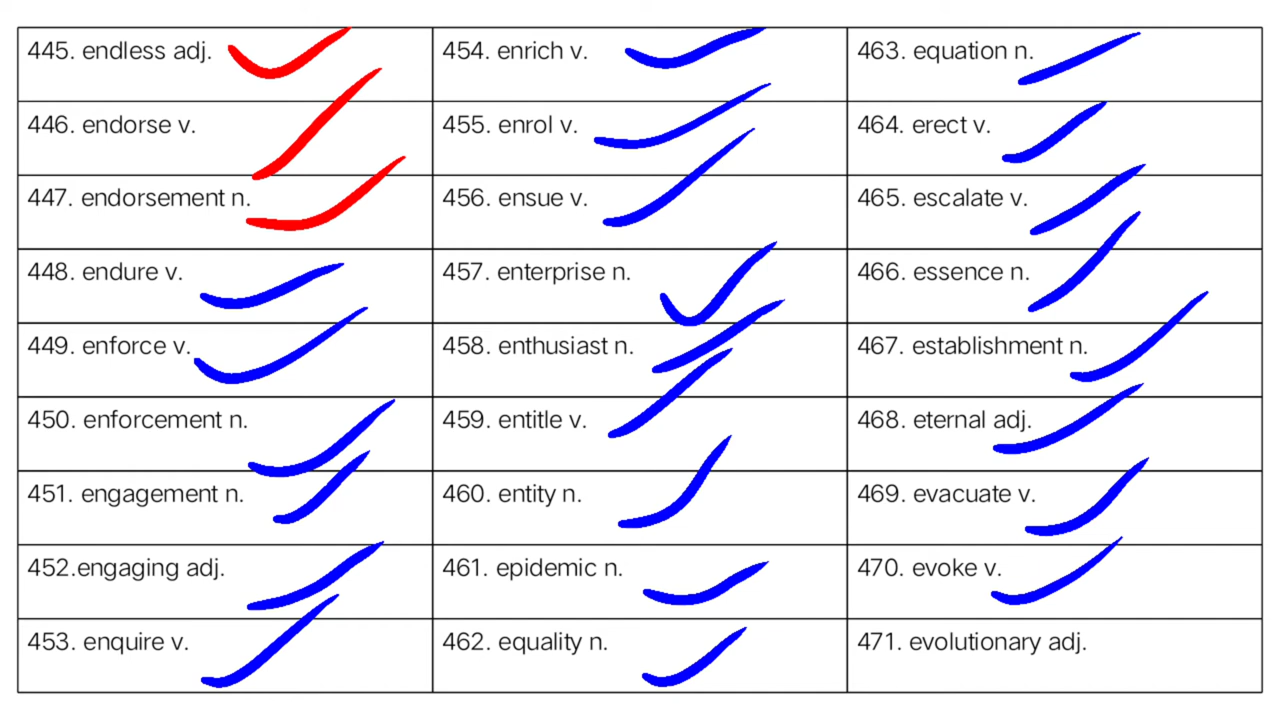 445. endless adj.
446. endorse v.
447. endorsement n.
448. endure v.
449. enforce v.
450. enforcement n.
451. engagement n.
452.engaging adj.
453. enquire v.
454. enrich v.
455. enrol v.
456. ensue v.
457. enterprise n.
458. enthusiast n.
459. entitle v.
460. entity n.
461. epidemic n.
462. equality n.
463. equation n.
464. erect v.
465. escalate v.
466. essence n.
467. establishment n.
468. eternal adj.
469. evacuate v.
470. evoke v.
471. evolutionary adj.